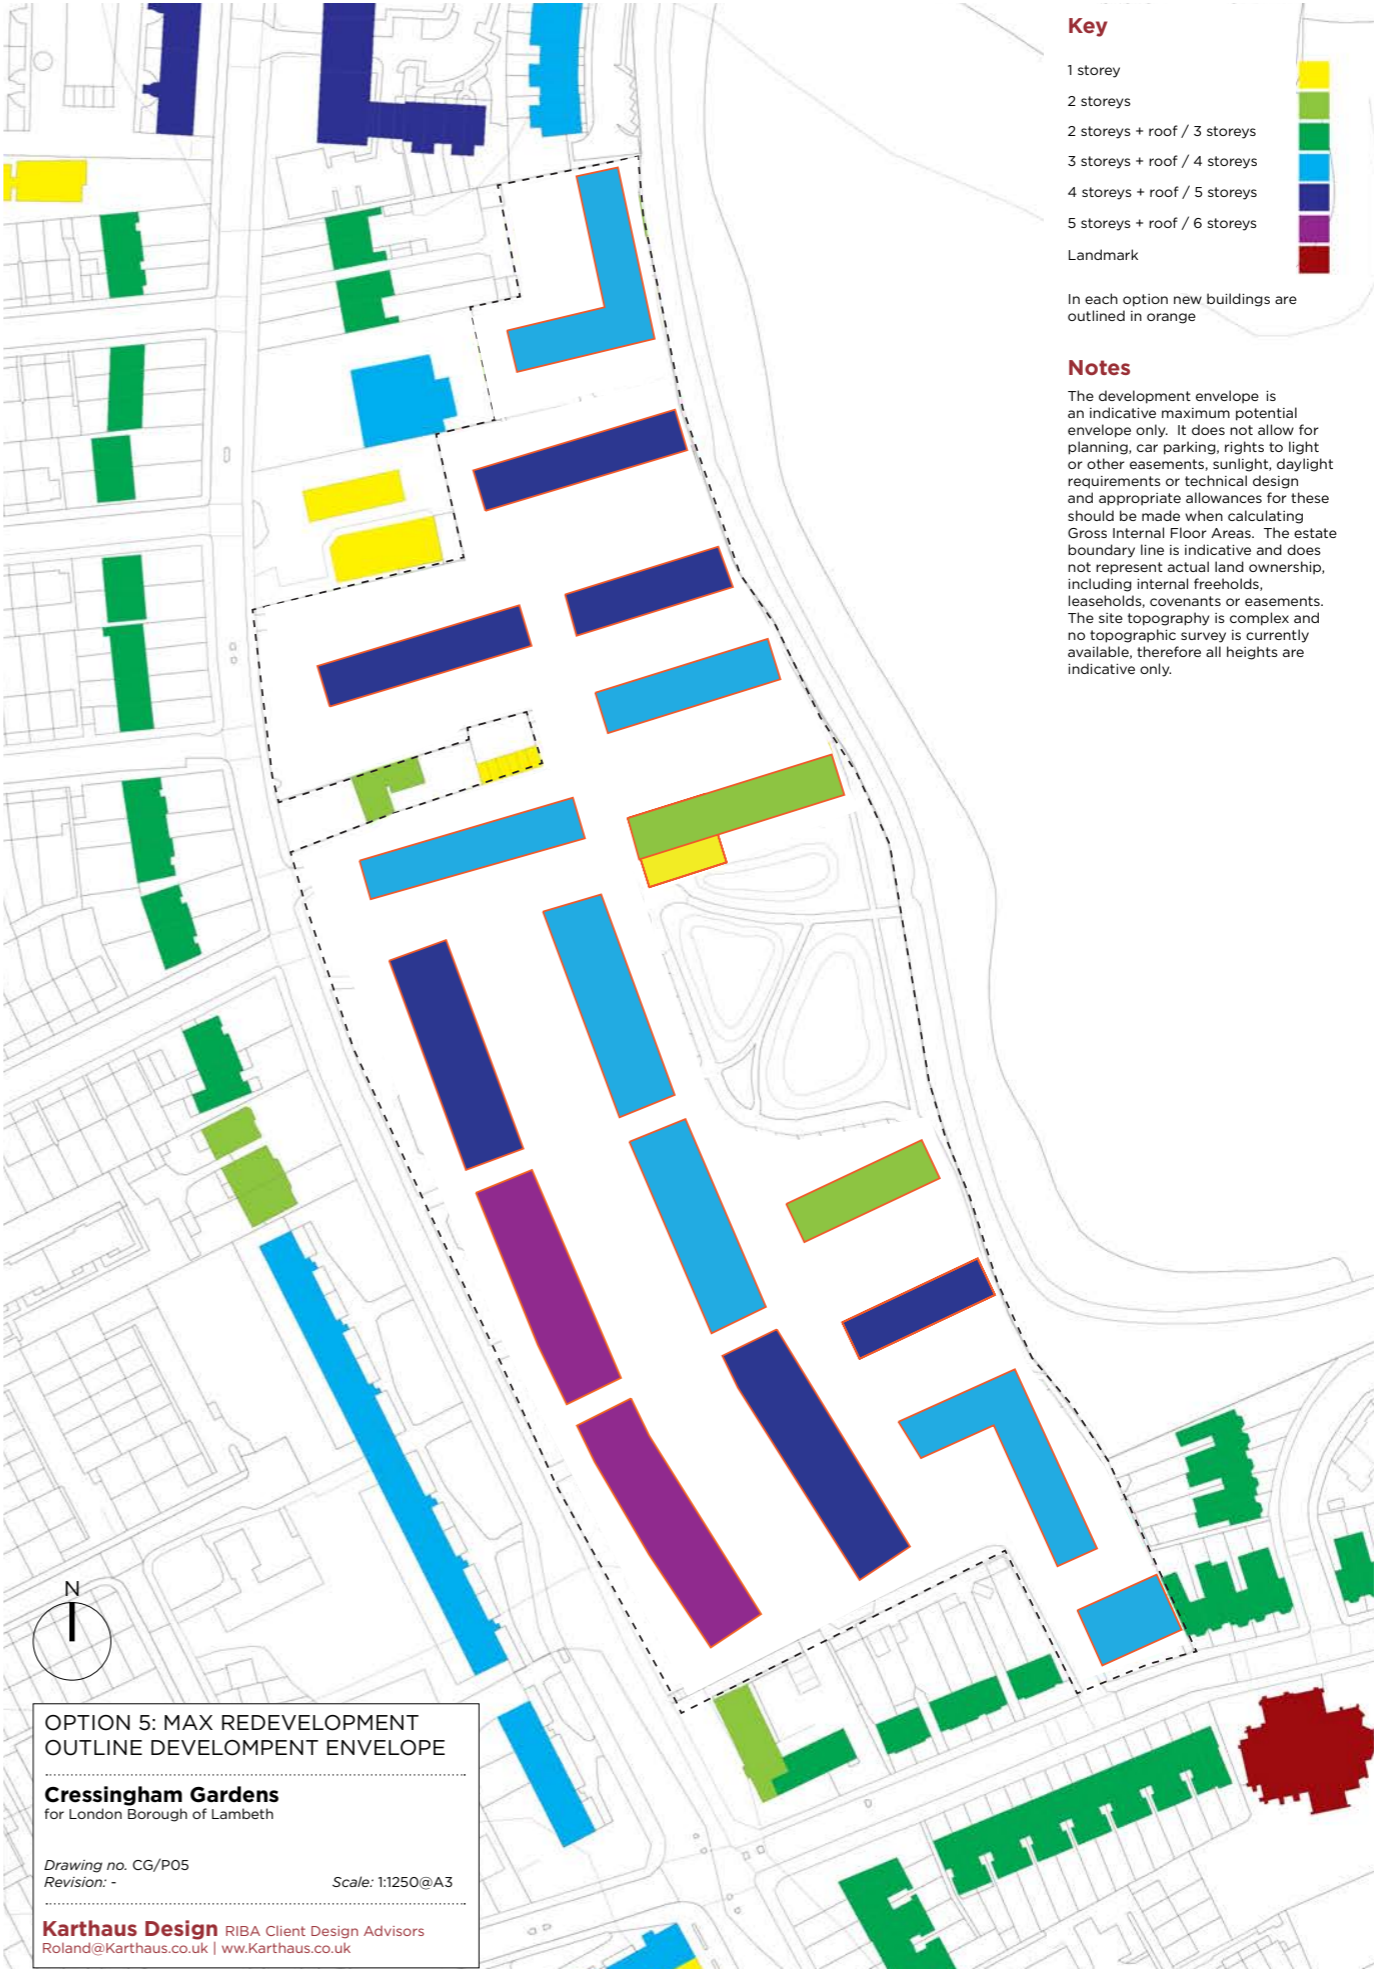 Key
1 storey
2 storeys
2 storeys + roof / 3 storeys
3 storeys + roof / 4 storeys
4 storeys + roof / 5 storeys
5 storeys + roof / 6 storeys
Landmark
In each option new buildings are
outlined in orange
Notes
The development envelope is
an indicative maximum potential
envelope only. It does not allow for
planning, car parking, rights to light
or other easements, sunlight, daylight
requirements or technical design
and appropriate allowances for these
should be made when calculating
Gross Internal Floor Areas. The estate
boundary line is indicative and does
not represent actual land ownership,
including internal freeholds,
leaseholds, covenants or easements.
The site topography is complex and
no topographic survey is currently
available, therefore all heights are
indicative only.
N
OPTION 5: MAX REDEVELOPMENT
OUTLINE DEVELOMPENT ENVELOPE
Cressingham Gardens
for London Borough of Lambeth
Drawing no. CG/P05
Revision: - Scale: 1:1250@A3
Karthaus Design RIBA Client Design Advisors
Roland@Karthaus.co.uk | ww.Karthaus.co.uk